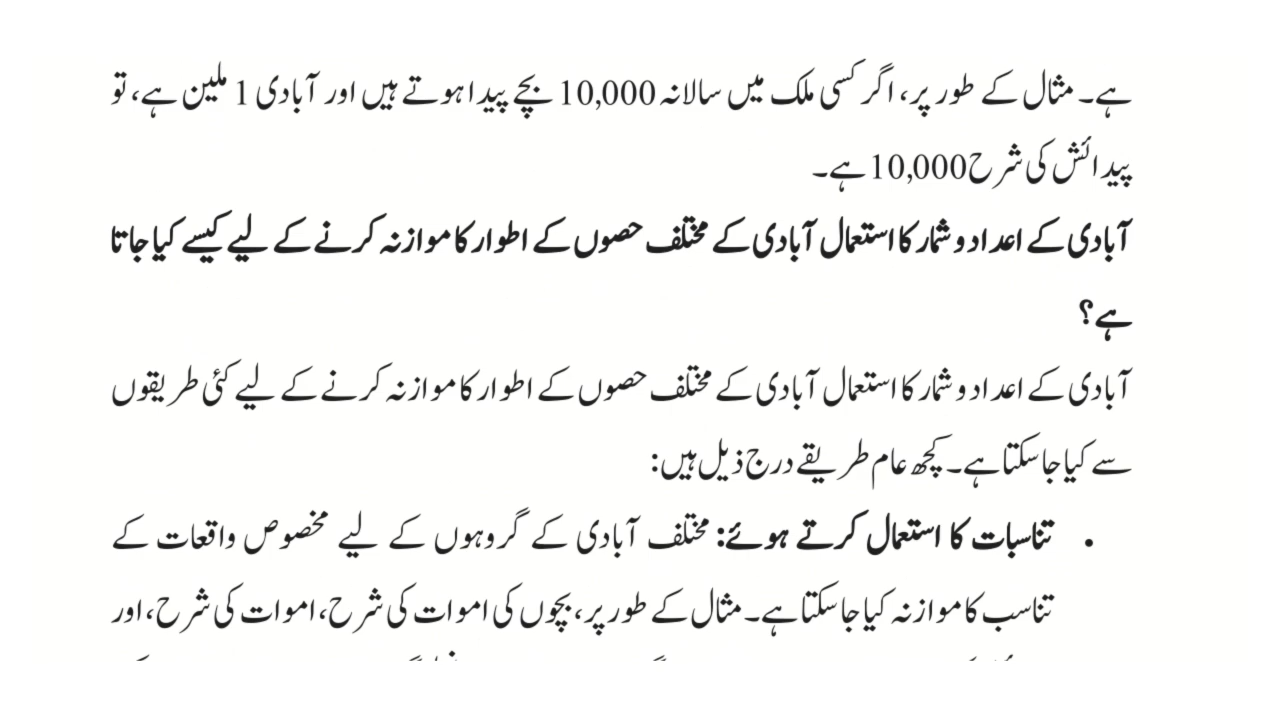 ہے۔ مثال کے طور پر، اگر کسی ملک میں سالانہ 10,000 بچے پیدا ہوتے ہیں اور آبادی 1 ملین ہے، تو
پیدائش کی شرح 10,000 ہے۔
آبادی کے اعداد و شمار کا استعمال آبادی کے مختلف حصوں کے اطوار کا موازنہ کرنے کے لیے کیسے کیا جاتا
ہے؟
آبادی کے اعداد و شمار کا استعمال آبادی کے مختلف حصوں کے اطوار کا موازنہ کرنے کے لیے کئی طریقوں
سے کیا جا سکتا ہے۔ کچھ عام طریقے درج ذیل ہیں:
• تناسبات کا استعمال کرتے ہوئے: مختلف آبادی کے گروہوں کے لیے مخصوص واقعات کے
تناسب کا موازنہ کیا جا سکتا ہے۔ مثال کے طور پر، بچوں کی اموات کی شرح، اموات کی شرح، اور